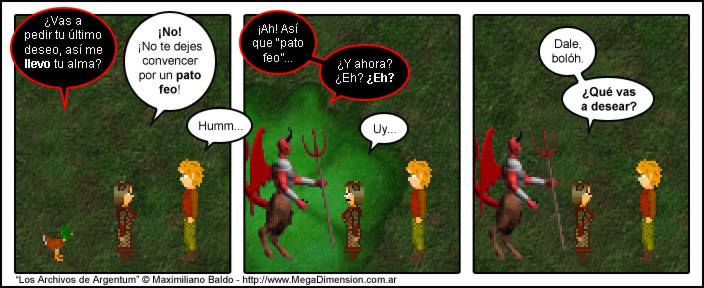 ¿Vas a
pedir tu último
deseo, así me
llevo tu alma?
¡No!
¡No te dejes
convencer
por un pato
feo!
Humm...
¡Ah! Así
que "pato
feo"...
¿Y ahora?
¿Eh? ¿Eh?
Uy...
Dale,
bolóh.
¿Qué vas
a desear?
"Los Archivos de Argentum" © Maximiliano Baldo - http://www.MegaDimension.com.ar